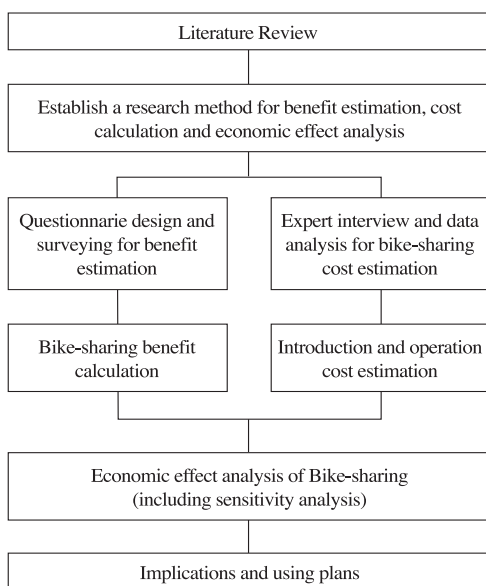 Literature Review
Establish a research method for benefit estimation, cost
calculation and economic effect analysis
Questionnarie design and
surveying for benefit
estimation
Expert interview and data
analysis for bike-sharing
cost estimation
Bike-sharing benefit
calculation
Introduction and operation
cost estimation
Economic effect analysis of Bike-sharing
(including sensitivity analysis)
Implications and using plans